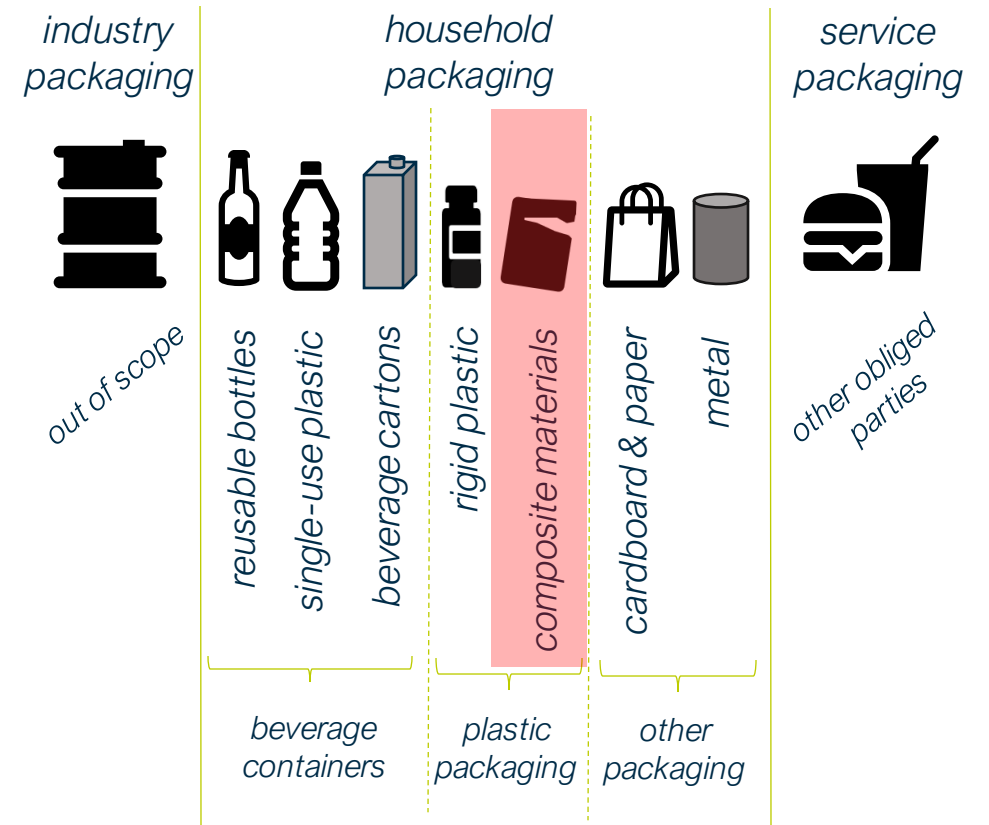 industry
packaging
household
packaging
service
packaging
out of scope
reusable bottles
single-use plastic
beverage cartons
rigid plastic
composite materials
cardboard & paper
metal
other obliged
parties
beverage
containers
plastic
packaging
other
packaging